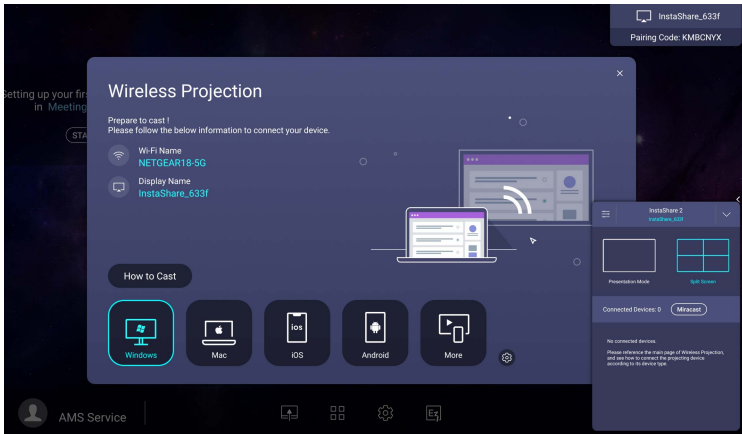 InstaShare_633f
Pairing Code: KMBCNYX
Setting up your fir
in Meeting
STA
Wireless Projection
Prepare to cast !
Please follow the below information to connect your device.
Wi-Fi Name
NETGEAR18-5G
Display Name
InstaShare_633f
How to Cast
Windows
Mac
iOS
iOS
Android
More
InstaShare 2
InstaShare_633f
Presentation Mode
Split Screen
Connected Devices: 0
Miracast
No connected devices.
Please reference the main page of Wireless Projection,
and see how to connect the projecting device
according to its device type.
AMS Service